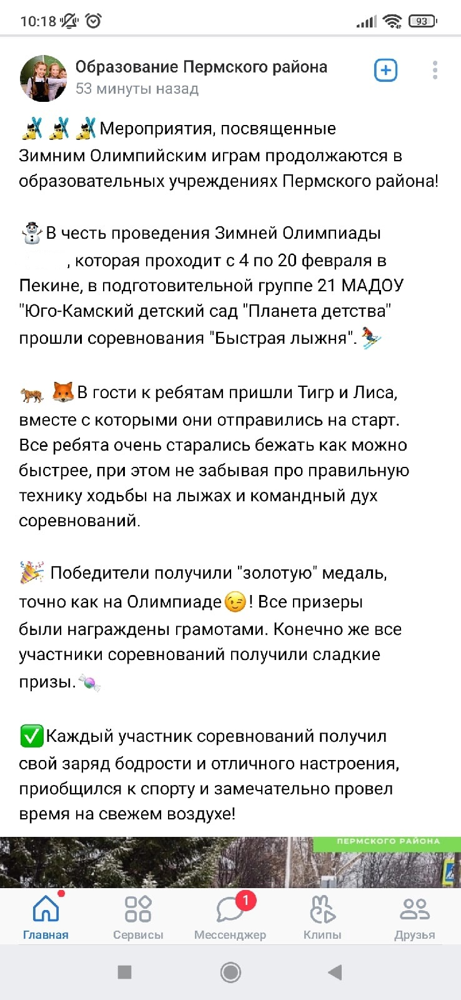 10:18
93
Образование Пермского района
53 минуты назад
Мероприятия, посвященные
Зимним Олимпийским играм продолжаются в
образовательных учреждениях Пермского района!
В честь проведения Зимней Олимпиады
, которая проходит с 4 по 20 февраля в
Пекине, в подготовительной группе 21 МАДОУ
"Юго-Камский детский сад "Планета детства"
прошли соревнования "Быстрая лыжня".
В гости к ребятам пришли Тигр и Лиса,
вместе с которыми они отправились на старт.
Все ребята очень старались бежать как можно
быстрее, при этом не забывая про правильную
технику ходьбы на лыжах и командный дух
соревнований.
Победители получили "золотую" медаль,
точно как на Олимпиаде😉! Все призеры
были награждены грамотами. Конечно же все
участники соревнований получили сладкие
призы.
Каждый участник соревнований получил
свой заряд бодрости и отличного настроения,
приобщился к спорту и замечательно провел
время на свежем воздухе!
ПЕРМСКОГО РАЙОНА
1
Главная
Сервисы
Мессенджер
Клипы
Друзья